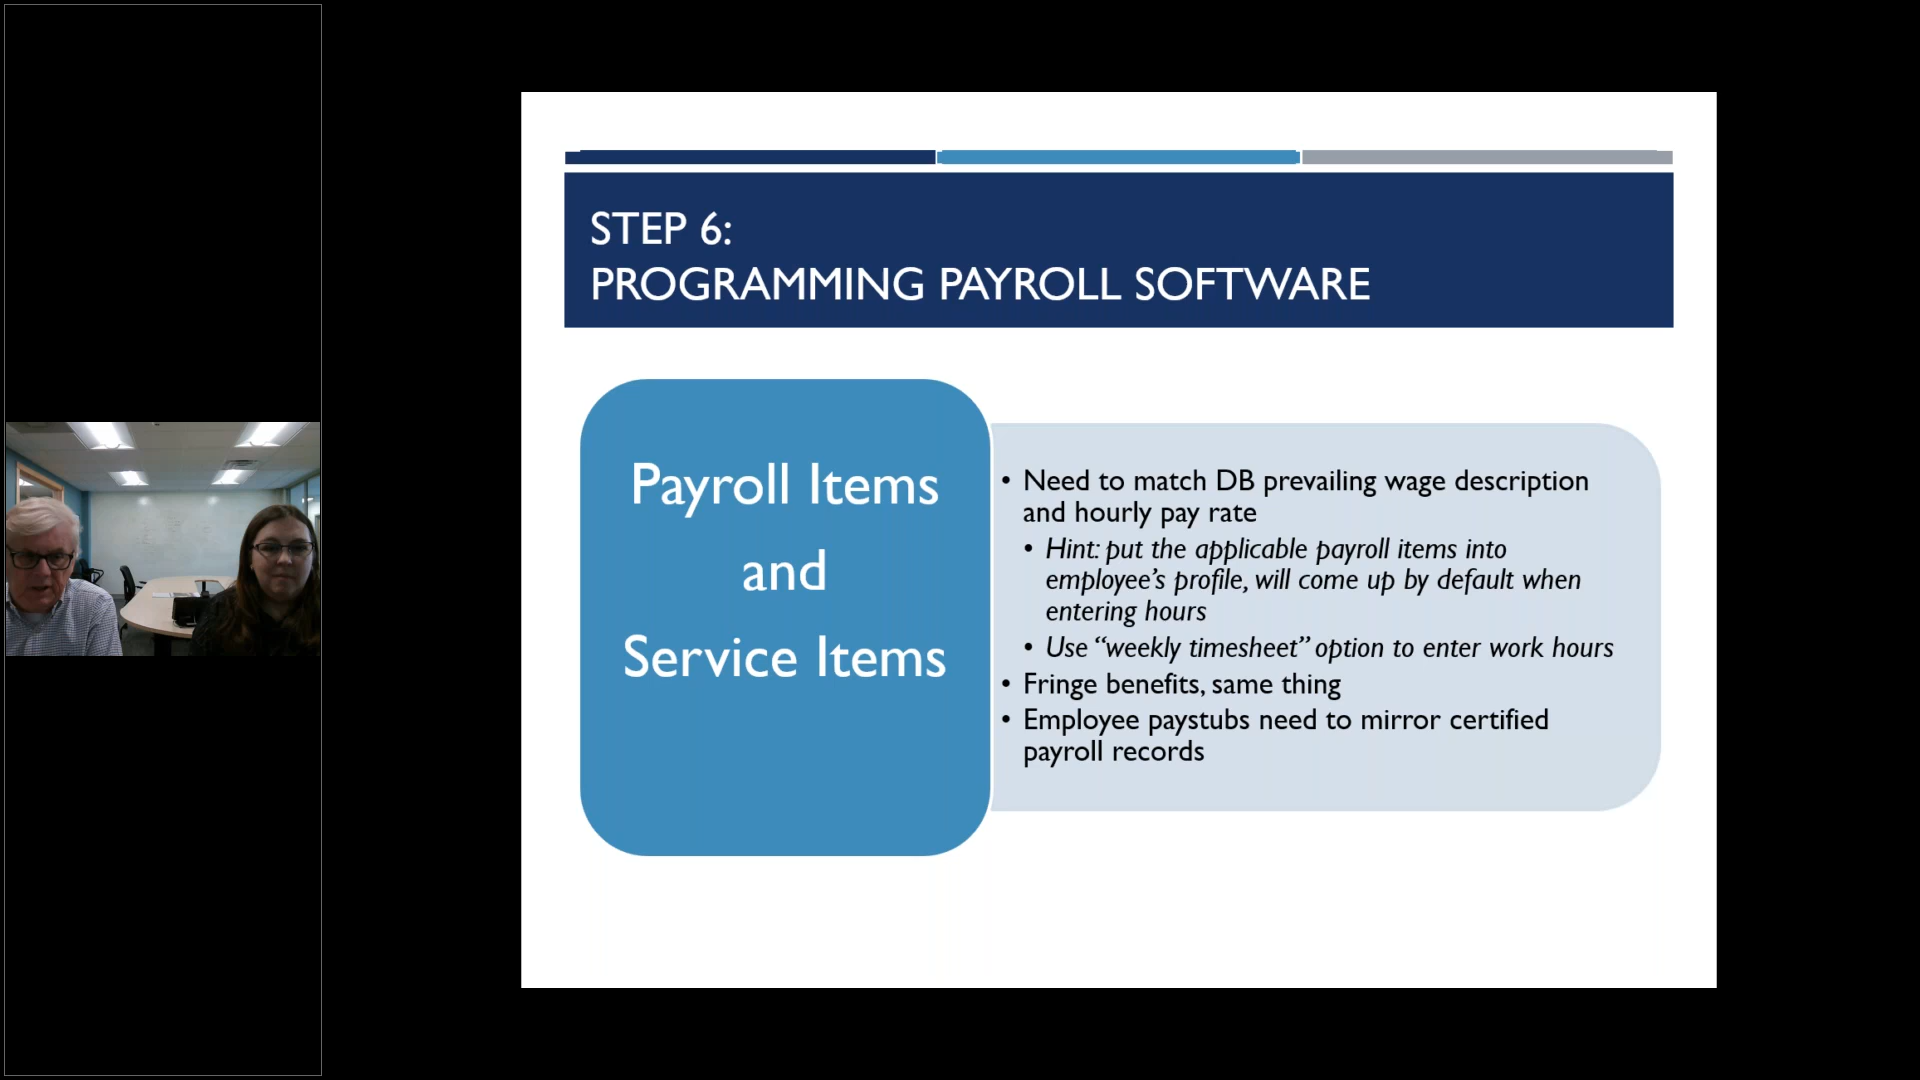 STEP 6:
PROGRAMMING PAYROLL SOFTWARE
Payroll Items
and
Service Items
• Need to match DB prevailing wage description
and hourly pay rate
• Hint: put the applicable payroll items into
employee's profile, will come up by default when
entering hours
• Use “weekly timesheet” option to enter work hours
• Fringe benefits, same thing
• Employee paystubs need to mirror certified
payroll records